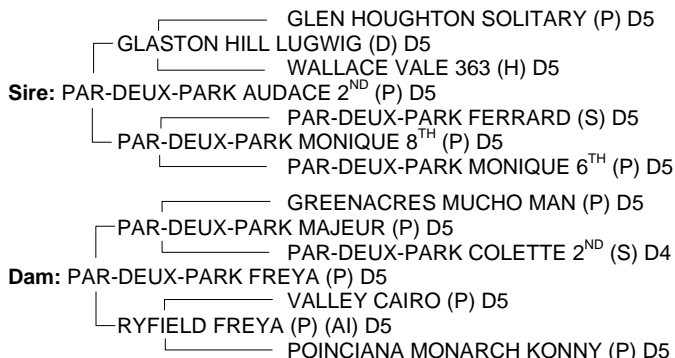 GLEN HOUGHTON SOLITARY (P) D5
GLASTON HILL LUGWIG (D) D5
WALLACE VALE 363 (H) D5
Sire: PAR-DEUX-PARK AUDACE 2ND (P) D5
PAR-DEUX-PARK FERRARD (S) D5
PAR-DEUX-PARK MONIQUE 8TH (P) D5
PAR-DEUX-PARK MONIQUE 6TH (P) D5
GREENACRES MUCHO MAN (P) D5
PAR-DEUX-PARK MAJEUR (P) D5
PAR-DEUX-PARK COLETTE 2ND (S) D4
Dam: PAR-DEUX-PARK FREYA (P) D5
VALLEY CAIRO (P) D5
RYFIELD FREYA (P) (AI) D5
POINCIANA MONARCH KONNY (P) D5